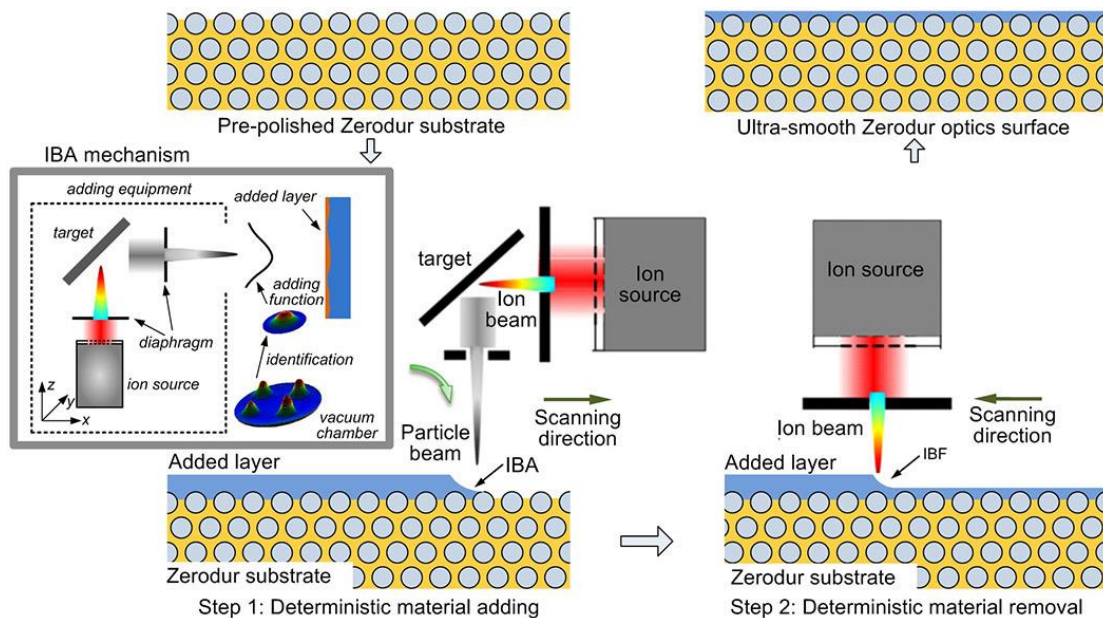 Pre-polished Zerodur substrate
Ultra-smooth Zerodur optics surface
IBA mechanism
adding equipment
added layer
target
adding
function
diaphragm
identification
ion source
z
y
x
vacuum
chamber
target
Ion
beam
Ion
source
Particle
beam
Scanning
direction
Added layer
IBA
Zerodur substrate
Step 1: Deterministic material adding
Ion source
Ion beam
Scanning
direction
Added layer
IBF
Zerodur substrate
Step 2: Deterministic material removal